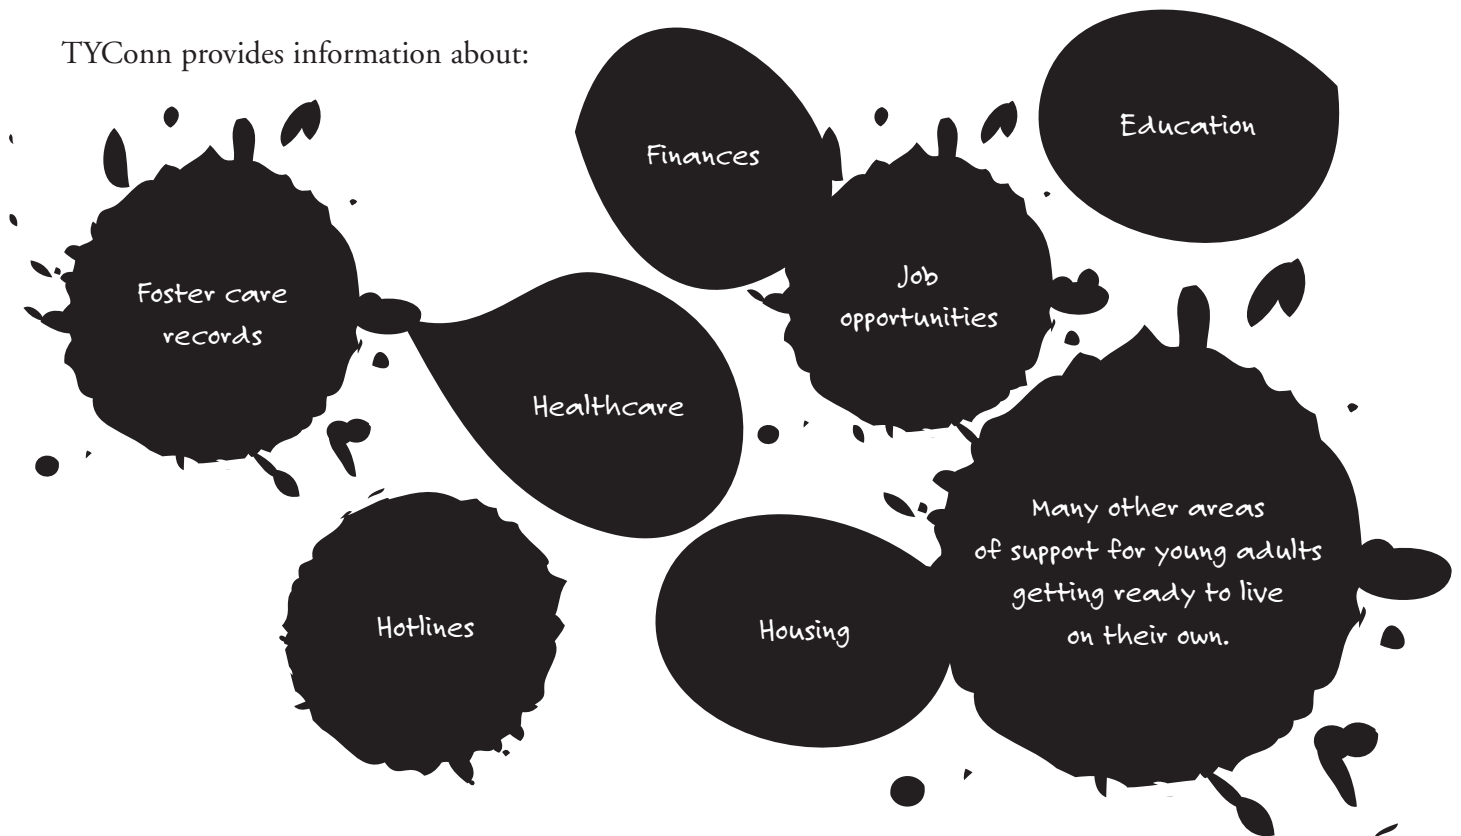 TYConn provides information about:
Finances
Education
Foster care
records
Job
opportunities
Healthcare
Hotlines
Housing
Many other areas
of support for young adults
getting ready to live
on their own.